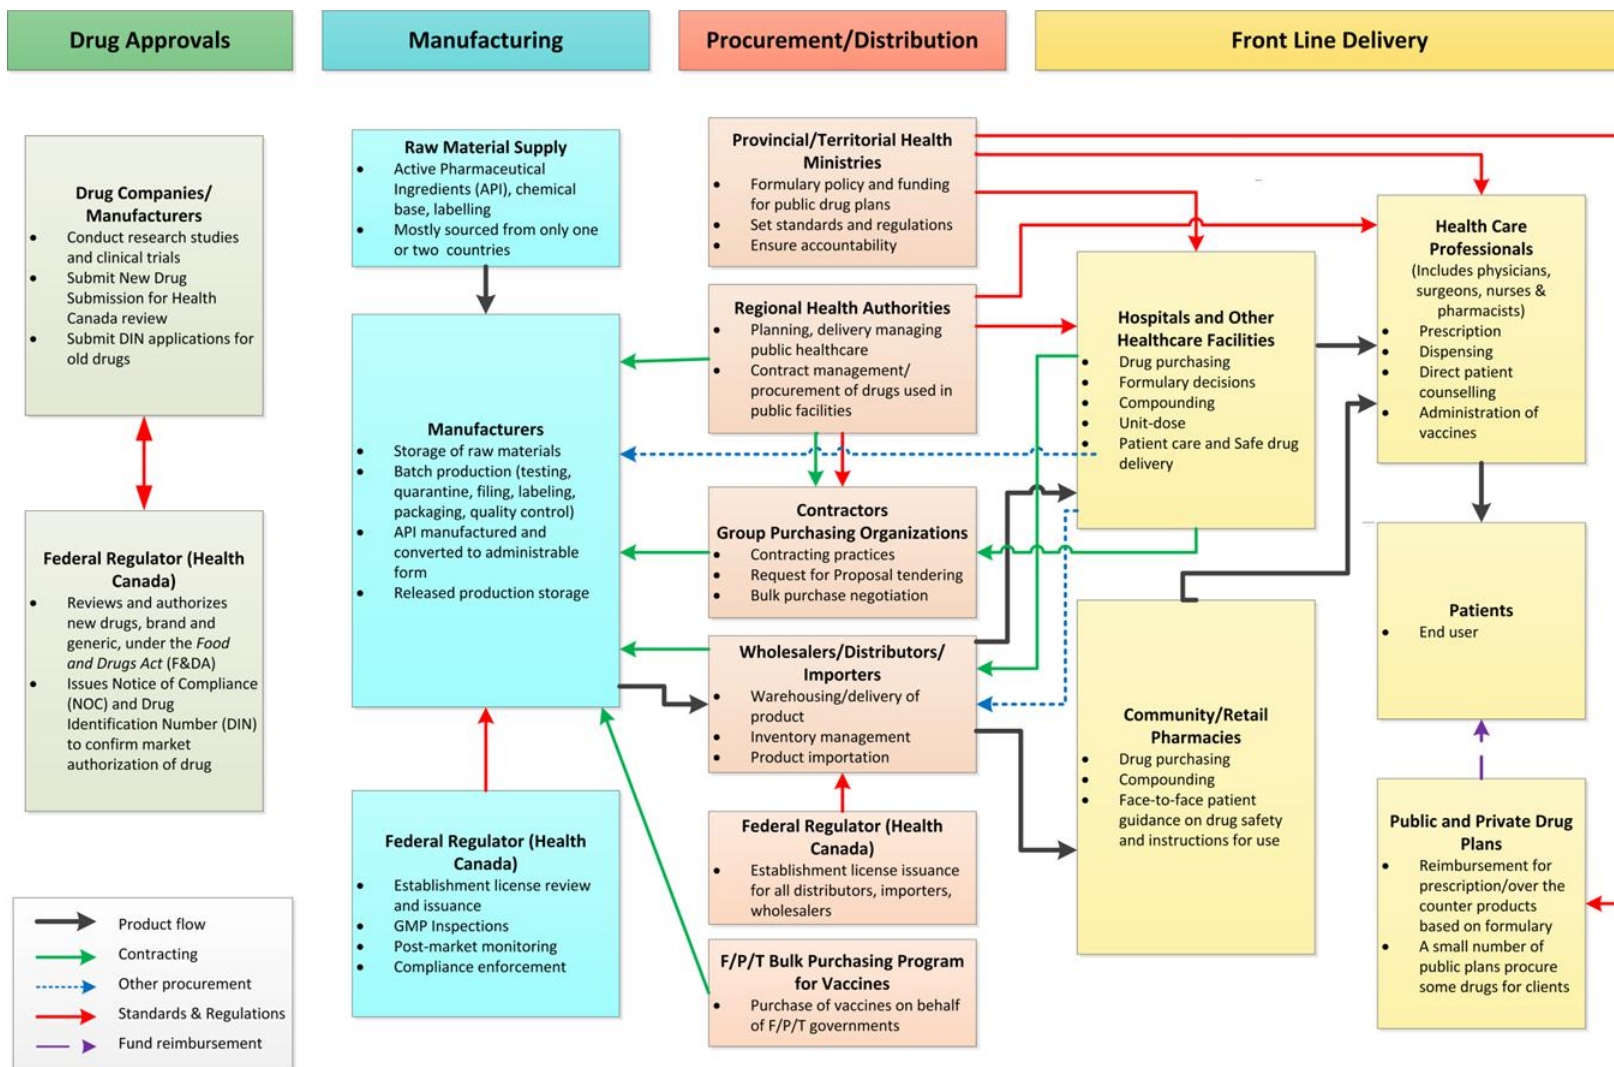 Drug Approvals
Manufacturing
Procurement/Distribution
Front Line Delivery
Drug Companies/
Manufacturers
• Conduct research studies
and clinical trials
• Submit New Drug
Submission for Health
Canada review
• Submit DIN applications for
old drugs
Federal Regulator (Health
Canada)
• Reviews and authorizes
new drugs, brand and
generic, under the Food
and Drugs Act (F&DA)
• Issues Notice of Compliance
(NOC) and Drug
Identification Number (DIN)
to confirm market
authorization of drug
Product flow
Contracting
Other procurement
Standards & Regulations
Fund reimbursement
Raw Material Supply
• Active Pharmaceutical
Ingredients (API), chemical
base, labelling
• Mostly sourced from only one
or two countries
Manufacturers
• Storage of raw materials
• Batch production (testing,
quarantine, filing, labeling,
packaging, quality control)
• API manufactured and
converted to administrable
form
• Released production storage
Federal Regulator (Health
Canada)
• Establishment license review
and issuance
• GMP Inspections
• Post-market monitoring
• Compliance enforcement
Provincial/Territorial Health
Ministries
• Formulary policy and funding
for public drug plans
• Set standards and regulations
• Ensure accountability
Regional Health Authorities
• Planning, delivery managing
public healthcare
• Contract management/
procurement of drugs used in
public facilities
Contractors
Group Purchasing Organizations
• Contracting practices
• Request for Proposal tendering
• Bulk purchase negotiation
Wholesalers/Distributors/
Importers
• Warehousing/delivery of
product
• Inventory management
• Product importation
Federal Regulator (Health
Canada)
• Establishment license issuance
for all distributors, importers,
wholesalers
F/P/T Bulk Purchasing Program
for Vaccines
• Purchase of vaccines on behalf
of F/P/T governments
Hospitals and Other
Healthcare Facilities
• Drug purchasing
• Formulary decisions
• Compounding
• Unit-dose
• Patient care and Safe drug
delivery
Community/Retail
Pharmacies
• Drug purchasing
• Compounding
• Face-to-face patient
guidance on drug safety
and instructions for use
Health Care
Professionals
(Includes physicians,
surgeons, nurses &
pharmacists)
• Prescription
• Dispensing
• Direct patient
counselling
• Administration of
vaccines
Patients
• End user
Public and Private Drug
Plans
• Reimbursement for
prescription/over the
counter products
based on formulary
• A small number of
public plans procure
some drugs for clients